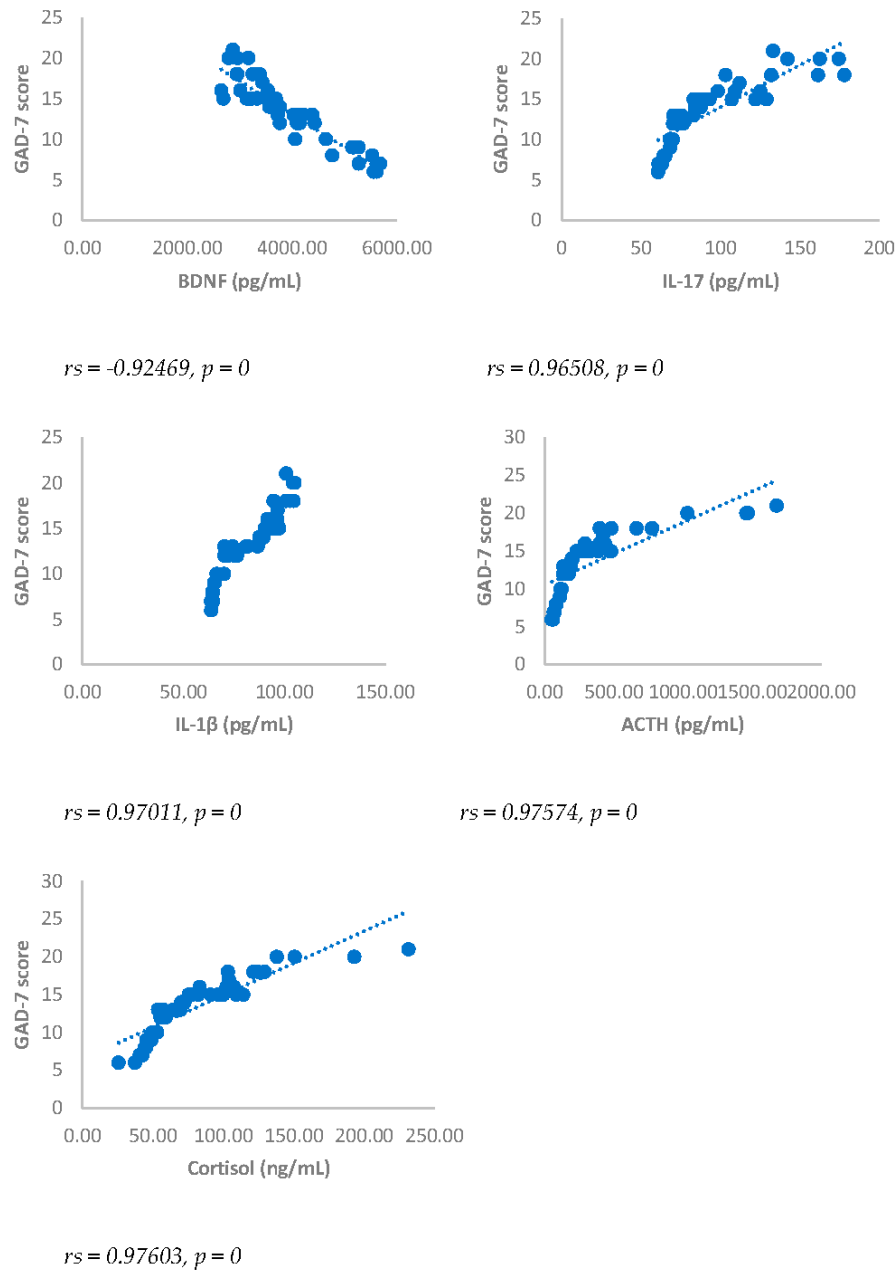 25
20
15
10
5
0
GAD-7 score
0.00 2000.00 4000.00 6000.00
BDNF (pg/mL)
25
20
15
10
5
0
GAD-7 score
0 50 100 150 200
IL-17 (pg/mL)
rs = -0.92469, p = 0
rs = 0.96508, p = 0
25
20
15
10
5
0
GAD-7 score
0.00 50.00 100.00 150.00
IL-1β (pg/mL)
30
25
20
15
10
5
0
GAD-7 score
0.00 500.00 1000.00 1500.00 2000.00
ACTH (pg/mL)
rs = 0.97011, p = 0
rs = 0.97574, p = 0
30
25
20
15
10
5
0
GAD-7 score
0.00 50.00 100.00 150.00 200.00 250.00
Cortisol (ng/mL)
rs = 0.97603, p = 0